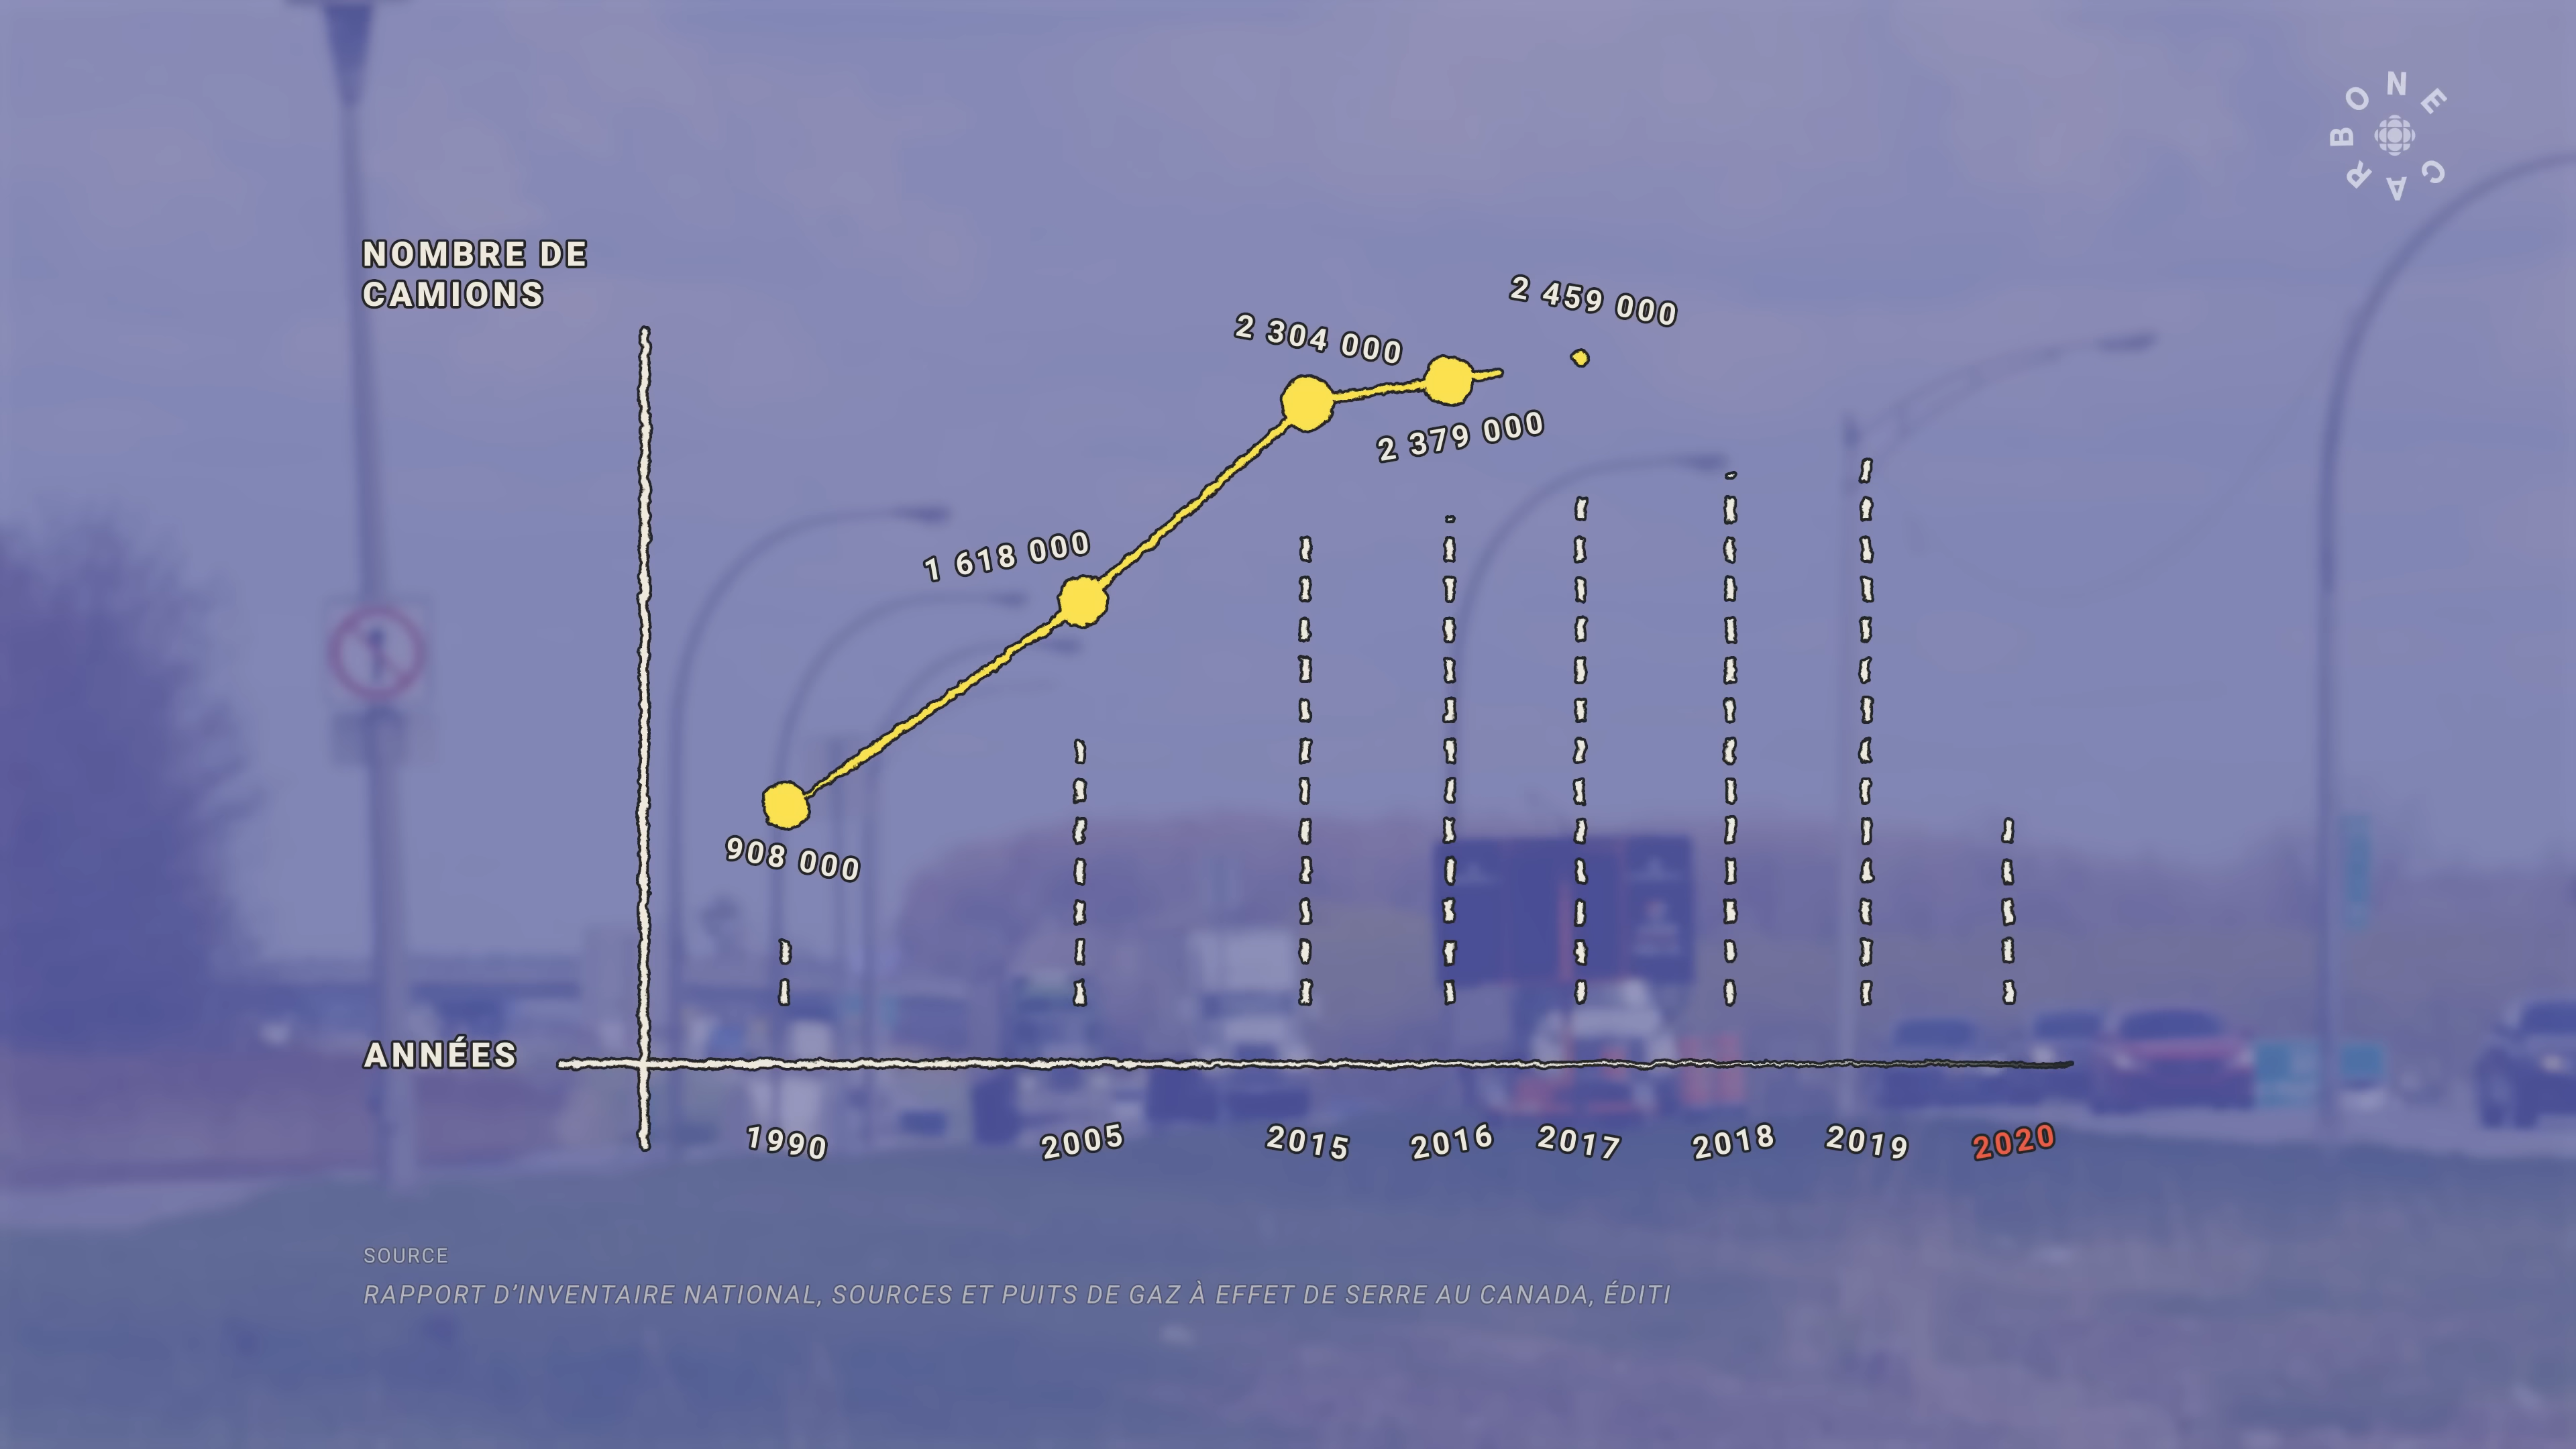 CARBONE
NOMBRE DE
CAMIONS
2 459 000
2 304 000
2 379 000
1 618 000
908 000
ANNÉES
1990 2005 2015 2016 2017 2018 2019 2020
SOURCE
RAPPORT D'INVENTAIRE NATIONAL, SOURCES ET PUITS DE GAZ À EFFET DE SERRE AU CANADA, ÉDITI